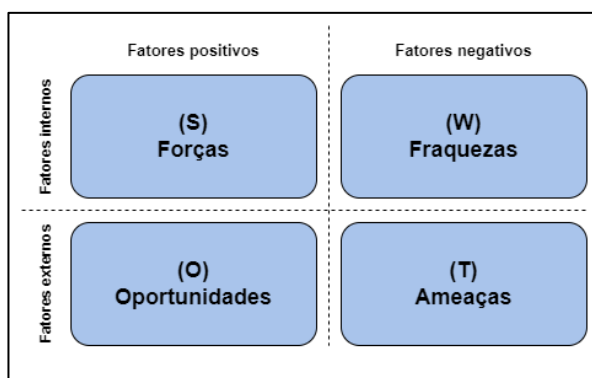 Fatores positivos
Fatores negativos
Fatores internos
(S)
Forças
(W)
Fraquezas
Fatores externos
(O)
Oportunidades
(T)
Ameaças